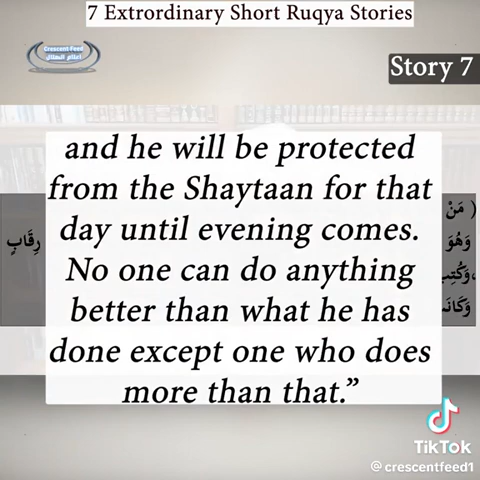 7 Extrordinary Short Ruqya Stories
Crescent Feed
Story 7
and he will be protected
from the Shaytaan for that
day until evening comes.
No one can do anything
better than what he has
done except one who does
more than that.”
( مَنْ
وَهُوَ
رِقَابٍ
TikTok
@crescentfeed1